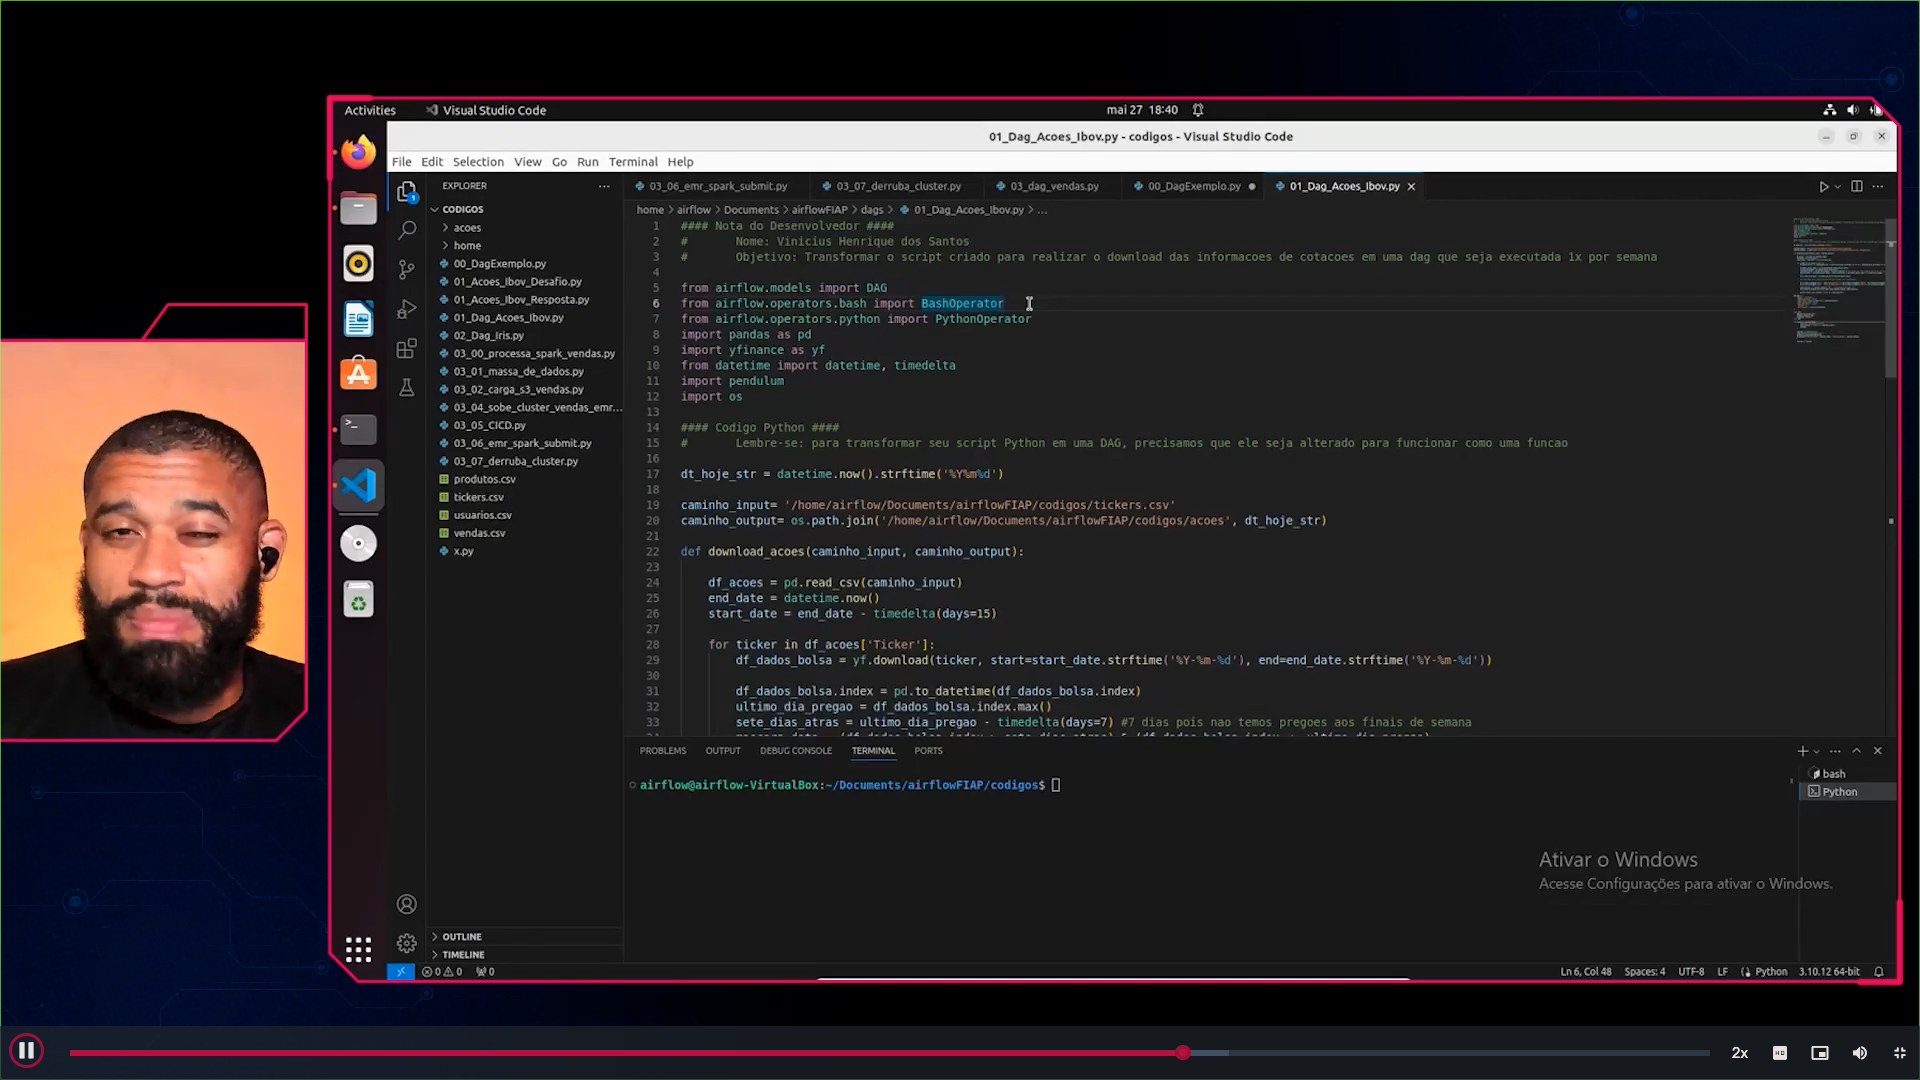 Activities
Visual Studio Code
mai 27 18:40
01_Dag_Acoes_Ibov.py - codigos - Visual Studio Code
File Edit Selection View Go Run Terminal Help
EXPLORER
CODIGOS
acoes
home
00_DagExemplo.py
01_Acoes_Ibov_Desafio.py
01_Acoes_Ibov_Resposta.py
01_Dag_Acoes_Ibov.py
02_Dag_Iris.py
03_00_processa_spark_vendas.py
03_01_massa_de_dados.py
03_02_carga_s3_vendas.py
03_04_sobe_cluster_vendas_emr...
03_05_CICD.py
03_06_emr_spark_submit.py
03_07_derruba_cluster.py
produtos.csv
tickers.csv
usuarios.csv
vendas.csv
x.py
OUTLINE
TIMELINE
03_06_emr_spark_submit.py 03_07_derruba_cluster.py 03_dag_vendas.py 00_DagExemplo.py 01_Dag_Acoes_Ibov.py
home > airflow > Documents > airflowFIAP > dags > 01_Dag_Acoes_Ibov.py > ...
1 #### Nota do Desenvolvedor ####
2 # Nome: Vinicius Henrique dos Santos
3 # Objetivo: Transformar o script criado para realizar o download das informacoes de cotacoes em uma dag que seja executada 1x por semana
4
5 from airflow.models import DAG
6 from airflow.operators.bash import BashOperator
7 from airflow.operators.python import PythonOperator
8 import pandas as pd
9 import yfinance as yf
10 from datetime import datetime, timedelta
11 import pendulum
12 import os
13
14 #### Codigo Python ####
15 # Lembre-se: para transformar seu script Python em uma DAG, precisamos que ele seja alterado para funcionar como uma funcao
16
17 dt_hoje_str = datetime.now().strftime('%Y%m%d')
18
19 caminho_input= '/home/airflow/Documents/airflowFIAP/codigos/tickers.csv'
20 caminho_output= os.path.join('/home/airflow/Documents/airflowFIAP/codigos/acoes', dt_hoje_str)
21
22 def download_acoes(caminho_input, caminho_output):
23
24 df_acoes = pd.read_csv(caminho_input)
25 end_date = datetime.now()
26 start_date = end_date - timedelta(days=15)
27
28 for ticker in df_acoes['Ticker']:
29 df_dados_bolsa = yf.download(ticker, start=start_date.strftime('%Y-%m-%d'), end=end_date.strftime('%Y-%m-%d'))
30
31 df_dados_bolsa.index = pd.to_datetime(df_dados_bolsa.index)
32 ultimo_dia_pregao = df_dados_bolsa.index.max()
33 sete_dias_atras = ultimo_dia_pregao - timedelta(days=7) #7 dias pois nao temos pregoes aos finais de semana
PROBLEMS OUTPUT DEBUG CONSOLE TERMINAL PORTS
airflow@airflow-VirtualBox:~/Documents/airflowFIAP/codigos$
bash
Python
Ativar o Windows
Acesse Configurações para ativar o Windows.
0 0 0
Ln 6, Col 48 Spaces: 4 UTF-8 LF Python 3.10.12 64-bit
2x
HD